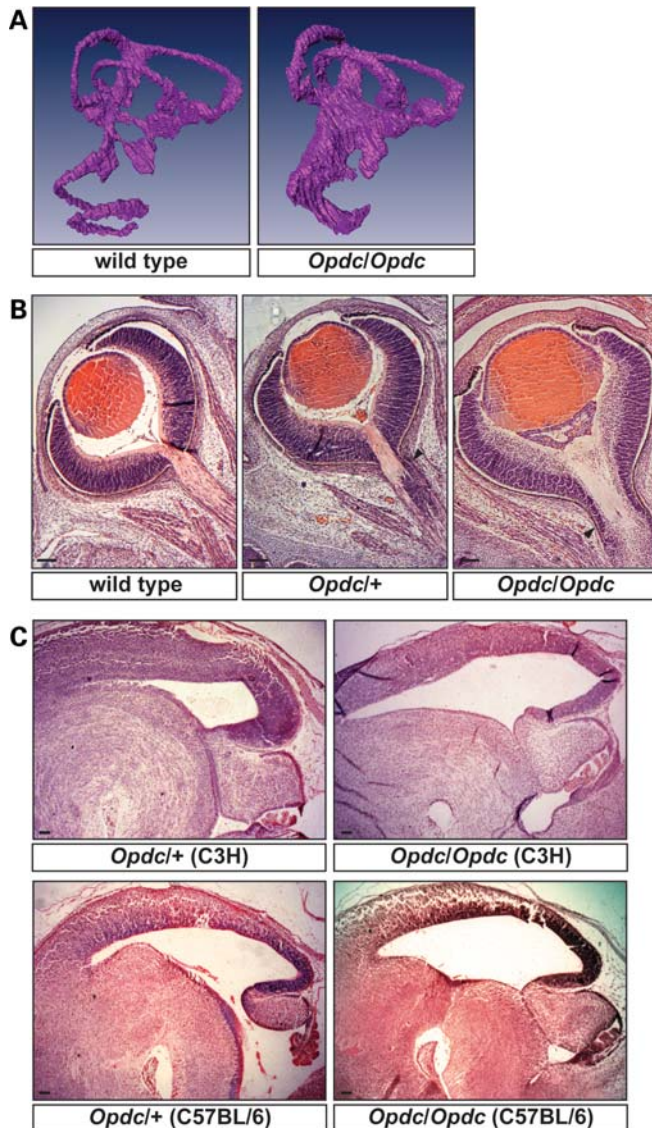 A
wild type
Opdc/Opdc
B
wild type
Opdc/+
Opdc/Opdc
C
Opdc/+ (C3H)
Opdc/Opdc (C3H)
Opdc/+ (C57BL/6)
Opdc/Opdc (C57BL/6)